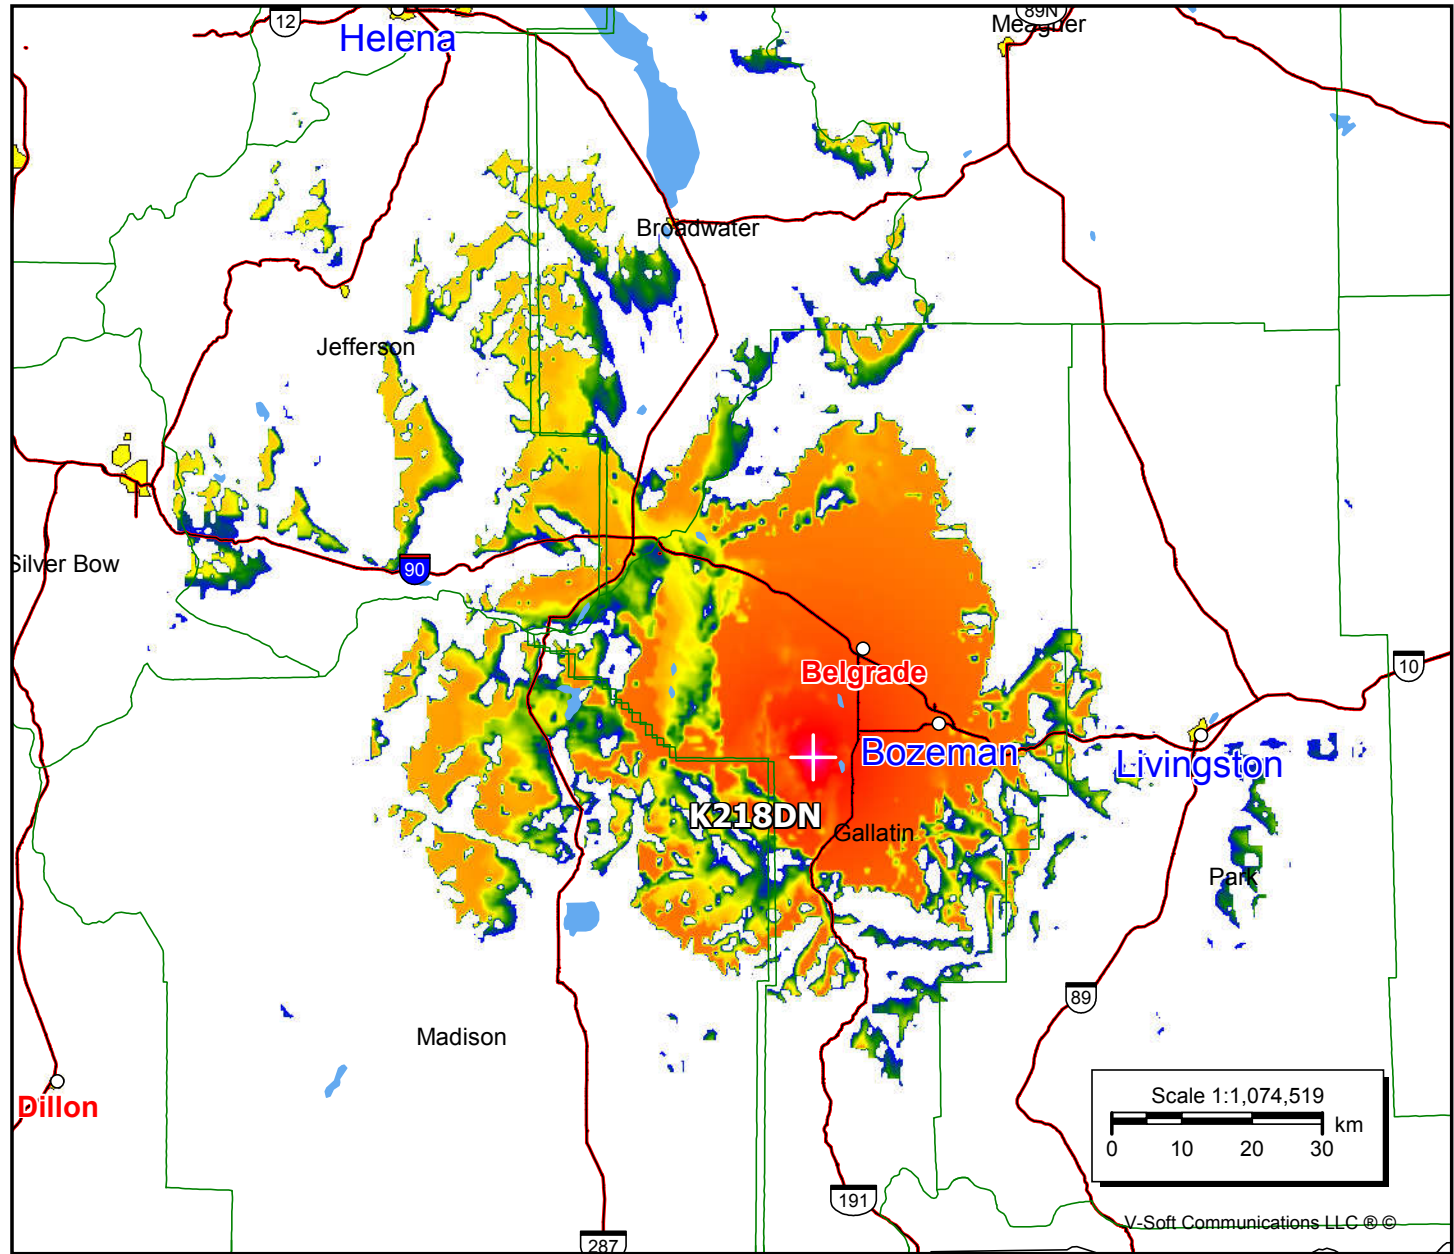 12
Helena
89N
Meagher
Broadwater
Jefferson
Silver Bow
90
Belgrade
10
Bozeman
Livingston
K218DN
Gallatin
Park
89
Madison
Dillon
Scale 1:1,074,519
km
0 10 20 30
191
V-Soft Communications LLC ® ©
287